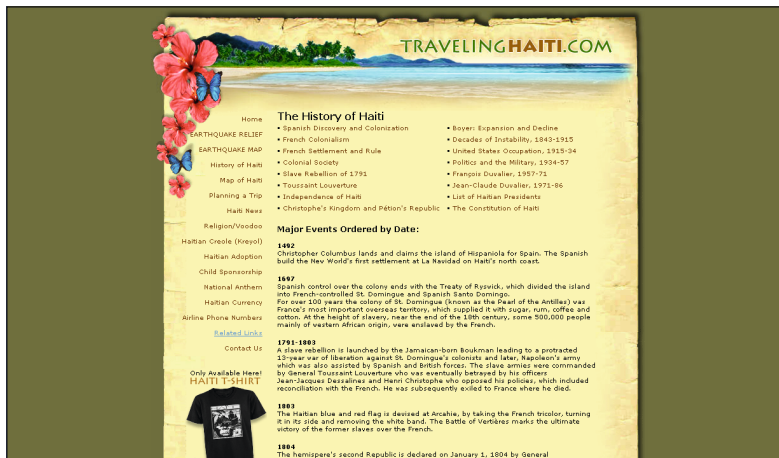 TRAVELINGHAITI.COM
Home
EARTHQUAKE RELIEF
EARTHQUAKE MAP
History of Haiti
Map of Haiti
Planning a Trip
Haiti News
Religion/Voodoo
Haitian Creole (Kreyol)
Haitian Adoption
Child Sponsorship
National Anthem
Haitian Currency
Airline Phone Numbers
Related Links
Contact Us
Only Available Here!
HAITI T-SHIRT
The History of Haiti
• Spanish Discovery and Colonization
• French Colonialism
• French Settlement and Rule
• Colonial Society
• Slave Rebellion of 1791
• Toussaint Louverture
• Independence of Haiti
• Christophe's Kingdom and Pétion's Republic
• Boyer: Expansion and Decline
• Decades of Instability, 1843-1915
• United States Occupation, 1915-34
• Politics and the Military, 1934-57
• François Duvalier, 1957-71
• Jean-Claude Duvalier, 1971-86
• List of Haitian Presidents
• The Constitution of Haiti
Major Events Ordered by Date:
1492
Christopher Columbus lands and claims the island of Hispaniola for Spain. The Spanish
build the New World's first settlement at La Navidad on Haiti's north coast.
1697
Spanish control over the colony ends with the Treaty of Ryswick, which divided the island
into French-controlled St. Domingue and Spanish Santo Domingo.
For over 100 years the colony of St. Domingue (known as the Pearl of the Antilles) was
France's most important overseas territory, which supplied it with sugar, rum, coffee and
cotton. At the height of slavery, near the end of the 18th century, some 500,000 people
mainly of western African origin, were enslaved by the French.
1791-1803
A slave rebellion is launched by the Jamaican-born Boukman leading to a protracted
13-year war of liberation against St. Domingue's colonists and later, Napoleon's army
which was also assisted by Spanish and British forces. The slave armies were commanded
by General Toussaint Louverture who was eventually betrayed by his officers
Jean-Jacques Dessalines and Henri Christophe who opposed his policies, which included
reconciliation with the French. He was subsequently exiled to France where he died.
1803
The Haitian blue and red flag is devised at Arcahie, by taking the French tricolor, turning
it in its side and removing the white band. The Battle of Vertières marks the ultimate
victory of the former slaves over the French.
1804
The hemispere's second Republic is declared on January 1, 1804 by General